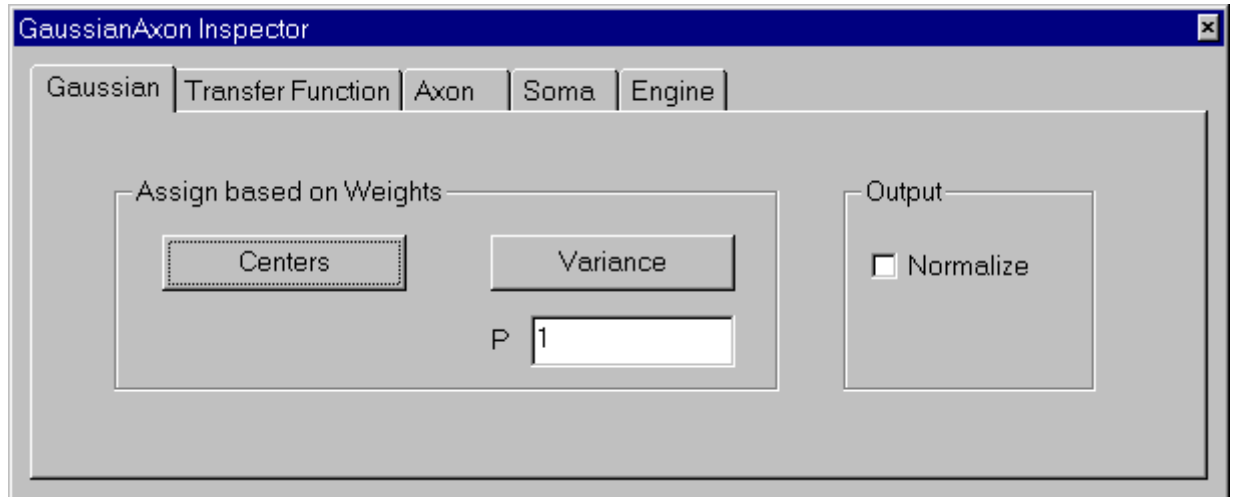 GaussianAxon Inspector
Gaussian Transfer Function Axon Soma Engine
Assign based on Weights
Centers Variance
P 1
Output
Normalize